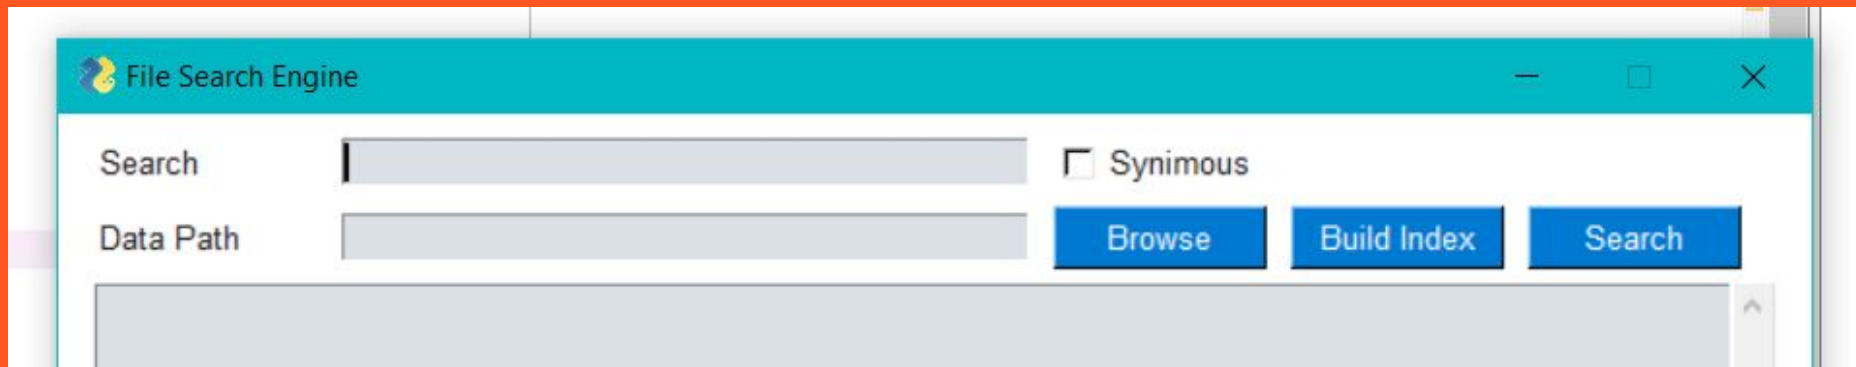 File Search Engine
Search Synimous
Data Path Browse Build Index Search